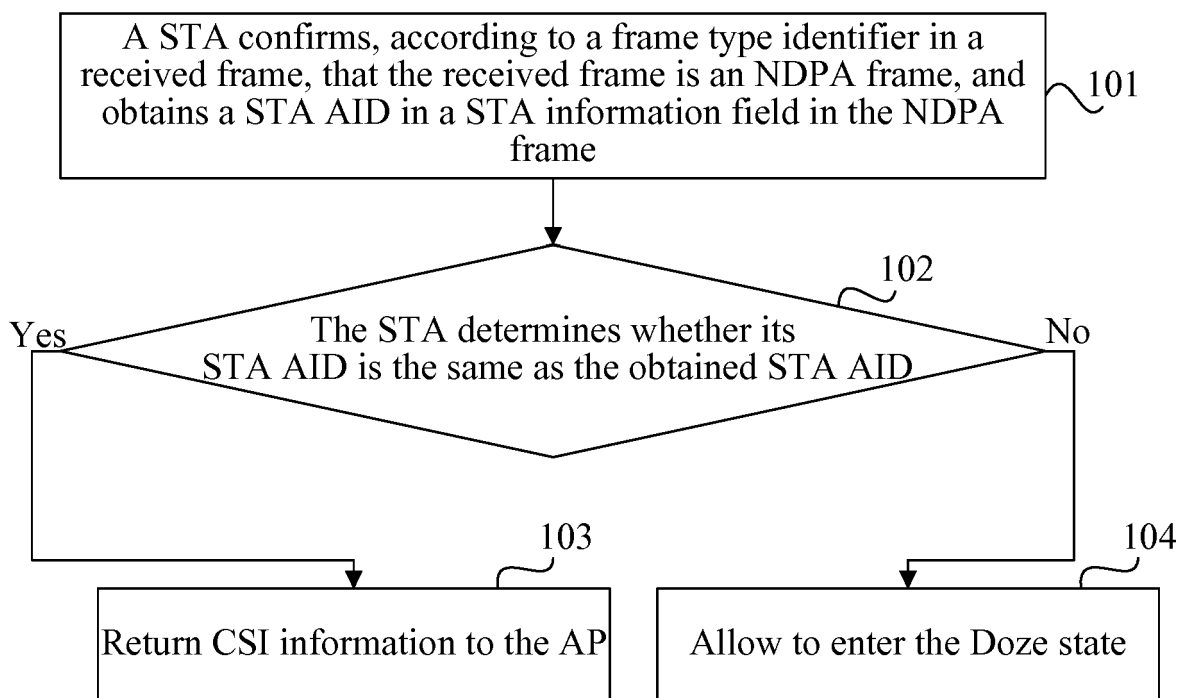 A STA confirms, according to a frame type identifier in a
received frame, that the received frame is an NDPA frame, and
obtains a STA AID in a STA information field in the NDPA
frame
101
102
Yes
The STA determines whether its
STA AID is the same as the obtained STA AID
No
103
104
Return CSI information to the AP
Allow to enter the Doze state